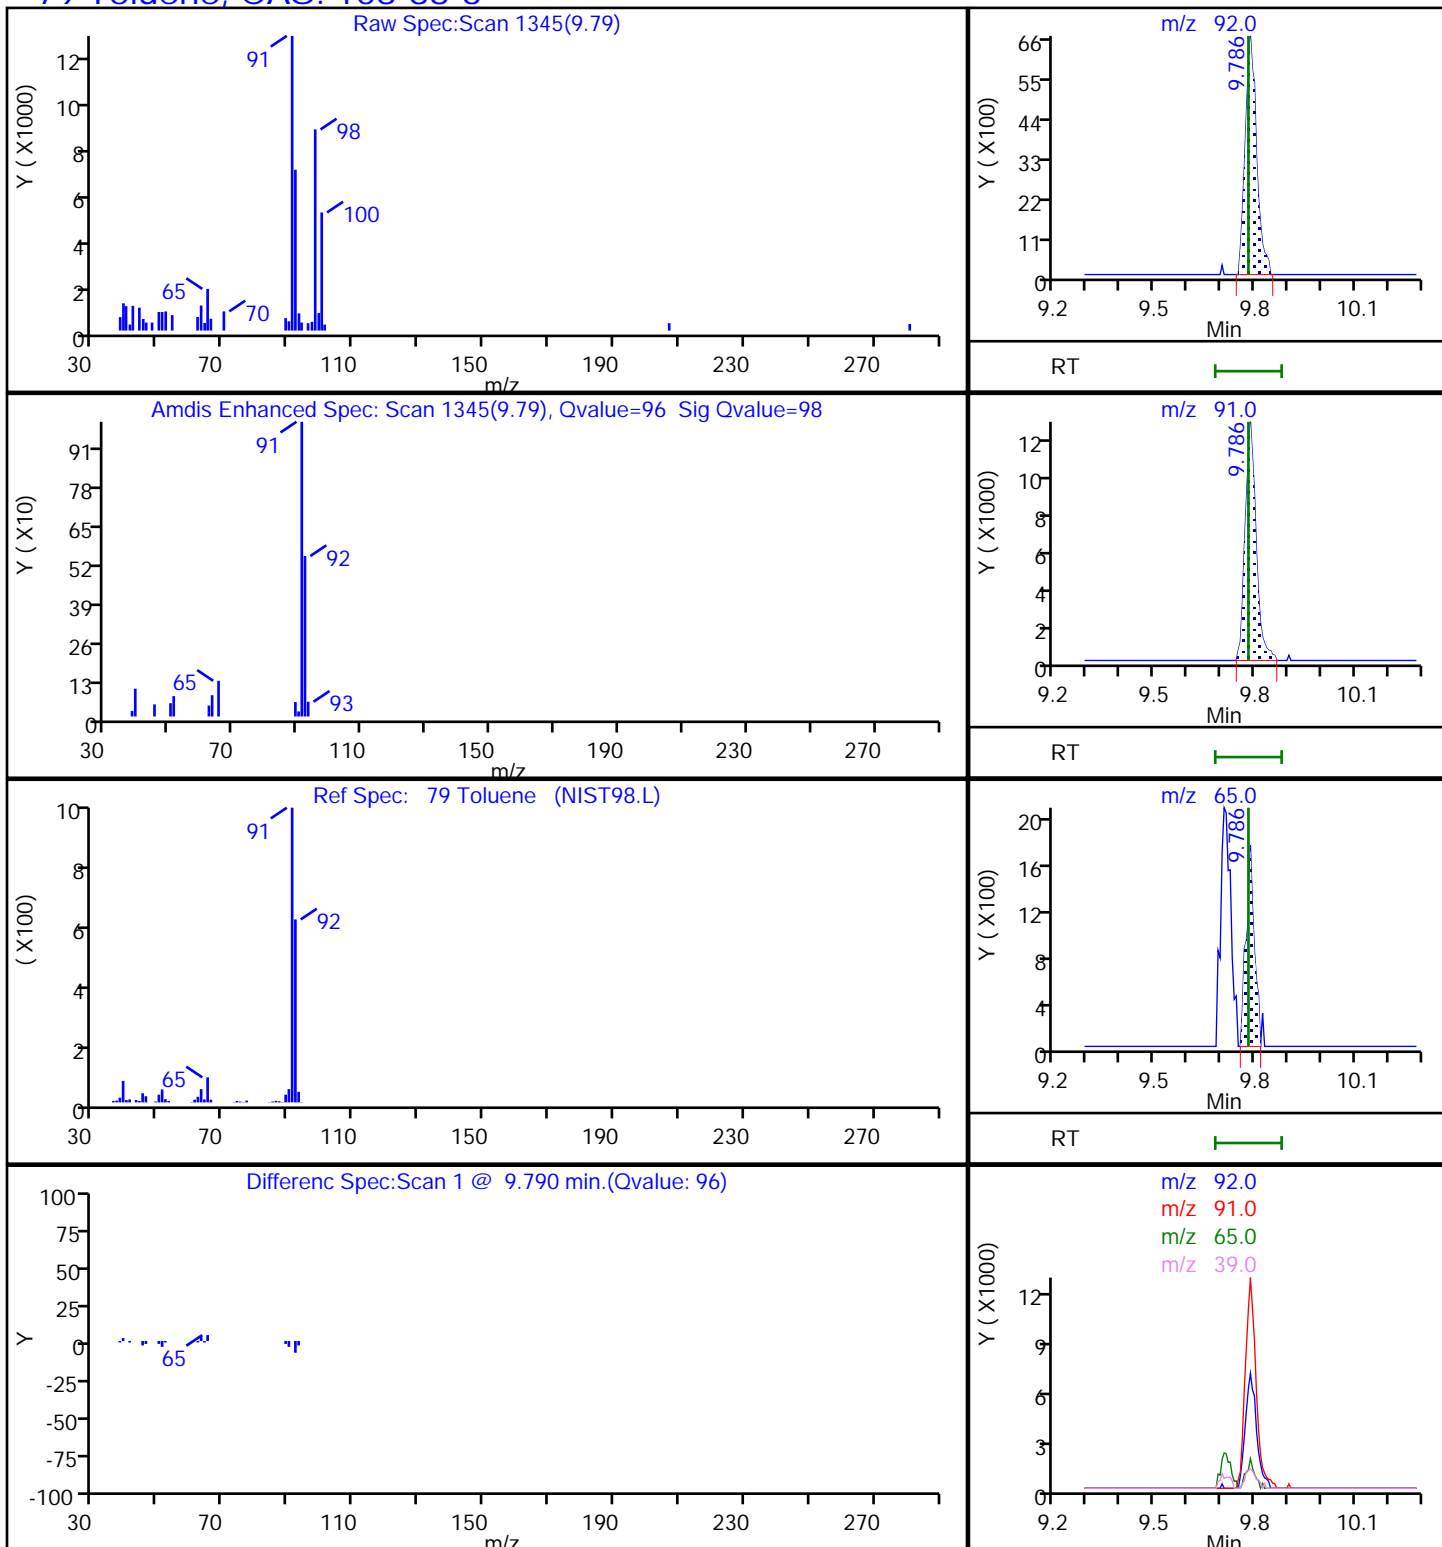 79 Toluene, CAS: 108-88-3
Raw Spec:Scan 1345(9.79)
Y ( X1000)
12
10
8
6
4
2
0
91
98
100
65
70
30 70 110 150 190 230 270
m/z
m/z 92.0
Y ( X100)
66
55
44
33
22
11
0
9.786
9.2 9.5 9.8 10.1
Min
RT
Amdis Enhanced Spec: Scan 1345(9.79), Qvalue=96 Sig Qvalue=98
Y ( X10)
91
78
65
52
39
26
13
0
91
92
65
93
30 70 110 150 190 230 270
m/z
m/z 91.0
Y ( X1000)
12
10
8
6
4
2
0
9.786
9.2 9.5 9.8 10.1
Min
RT
Ref Spec: 79 Toluene (NIST98.L)
( X100)
10
8
6
4
2
0
91
92
65
30 70 110 150 190 230 270
m/z 65.0
Y ( X100)
20
16
12
8
4
0
9.786
9.2 9.5 9.8 10.1
Min
RT
Differenc Spec:Scan 1 @ 9.790 min.(Qvalue: 96)
Y
100
75
50
25
0
-25
-50
-75
-100
65
30 70 110 150 190 230 270
m/z
m/z 92.0
m/z 91.0
m/z 65.0
m/z 39.0
Y ( X1000)
12
9
6
3
0
9.2 9.5 9.8 10.1
Min